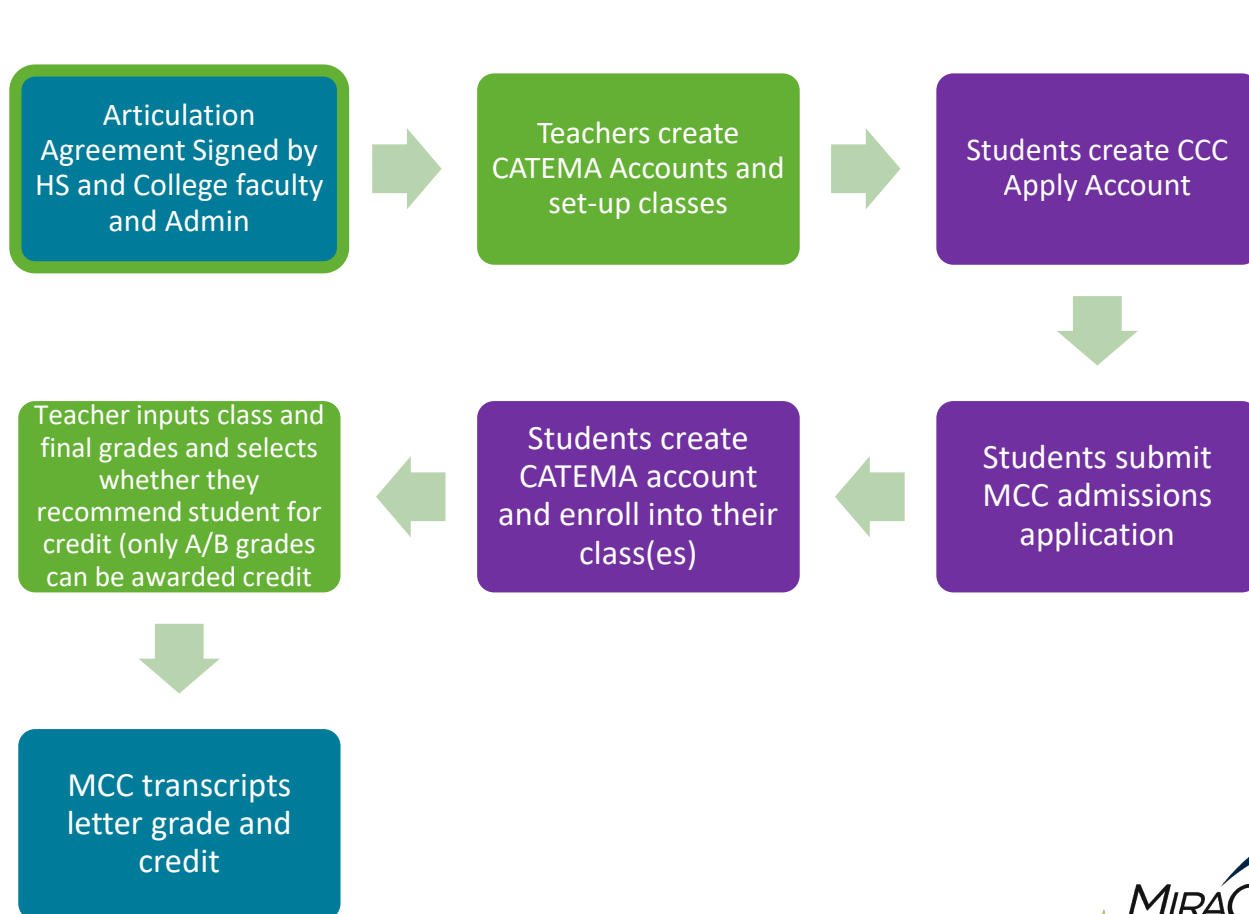 Articulation
Agreement Signed by
HS and College faculty
and Admin
Teachers create
CATEMA Accounts and
set-up classes
Students create CCC
Apply Account
Students submit
MCC admissions
application
Students create
CATEMA account
and enroll into their
class(es)
Teacher inputs class and
final grades and selects
whether they
recommend student for
credit (only A/B grades
can be awarded credit
MCC transcripts
letter grade and
credit